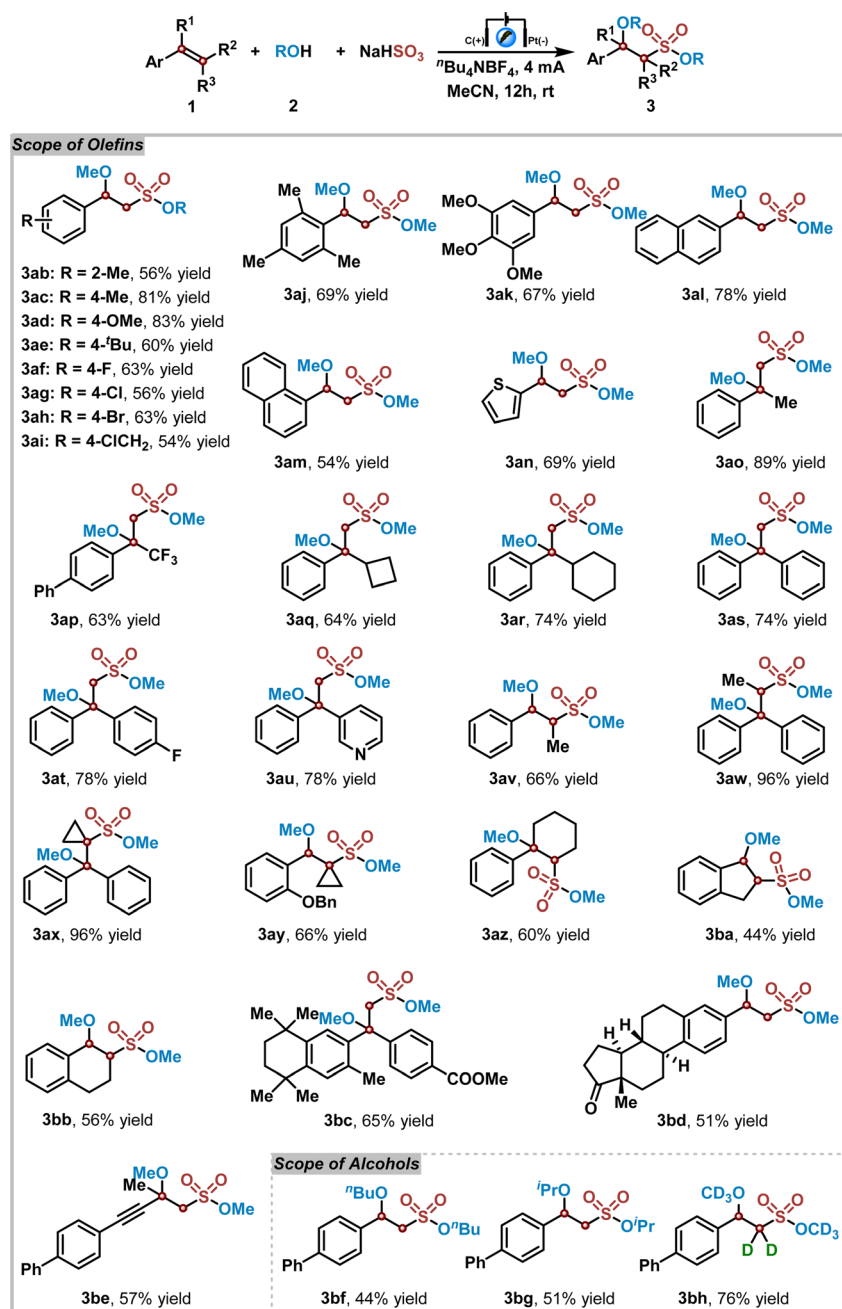 R¹ R² Ar R³ + ROH + NaHSO₃ C(+) Pt(-) R¹ OR O O S R² OR Ar R³
ⁿBu₄NBF₄, 4 mA
MeCN, 12h, rt
1 2 3
Scope of Olefins
MeO O O S OR R
3ab: R = 2-Me, 56% yield
3ac: R = 4-Me, 81% yield
3ad: R = 4-OMe, 83% yield
3ae: R = 4-ᵗBu, 60% yield
3af: R = 4-F, 63% yield
3ag: R = 4-Cl, 56% yield
3ah: R = 4-Br, 63% yield
3ai: R = 4-ClCH₂, 54% yield
Me MeO O O S OMe Me Me
3aj, 69% yield
MeO MeO O O S OMe MeO OMe
3ak, 67% yield
MeO O O S OMe
3al, 78% yield
MeO O O S OMe
3am, 54% yield
MeO O O S OMe S
3an, 69% yield
O O S OMe MeO Me
3ao, 89% yield
O O S OMe MeO CF₃ Ph
3ap, 63% yield
O O S OMe MeO
3aq, 64% yield
O O S OMe MeO
3ar, 74% yield
O O S OMe MeO
3as, 74% yield
O O S OMe MeO F
3at, 78% yield
O O S OMe MeO N
3au, 78% yield
MeO O O S OMe Me
3av, 66% yield
Me O O S OMe MeO
3aw, 96% yield
O O S OMe MeO
3ax, 96% yield
MeO O O S OMe OBn
3ay, 66% yield
MeO O S O OMe
3az, 60% yield
OMe O S O OMe
3ba, 44% yield
MeO O O S OMe
3bb, 56% yield
Me Me MeO O O S OMe Me Me Me COOMe
3bc, 65% yield
MeO O O S OMe H H H O Me
3bd, 51% yield
MeO Me O O S OMe Ph
3be, 57% yield
Scope of Alcohols
ⁿBuO O O S OⁿBu Ph
3bf, 44% yield
ⁱPrO O O S OⁱPr Ph
3bg, 51% yield
OCD₃ O O S OCD₃ D D Ph
3bh, 76% yield